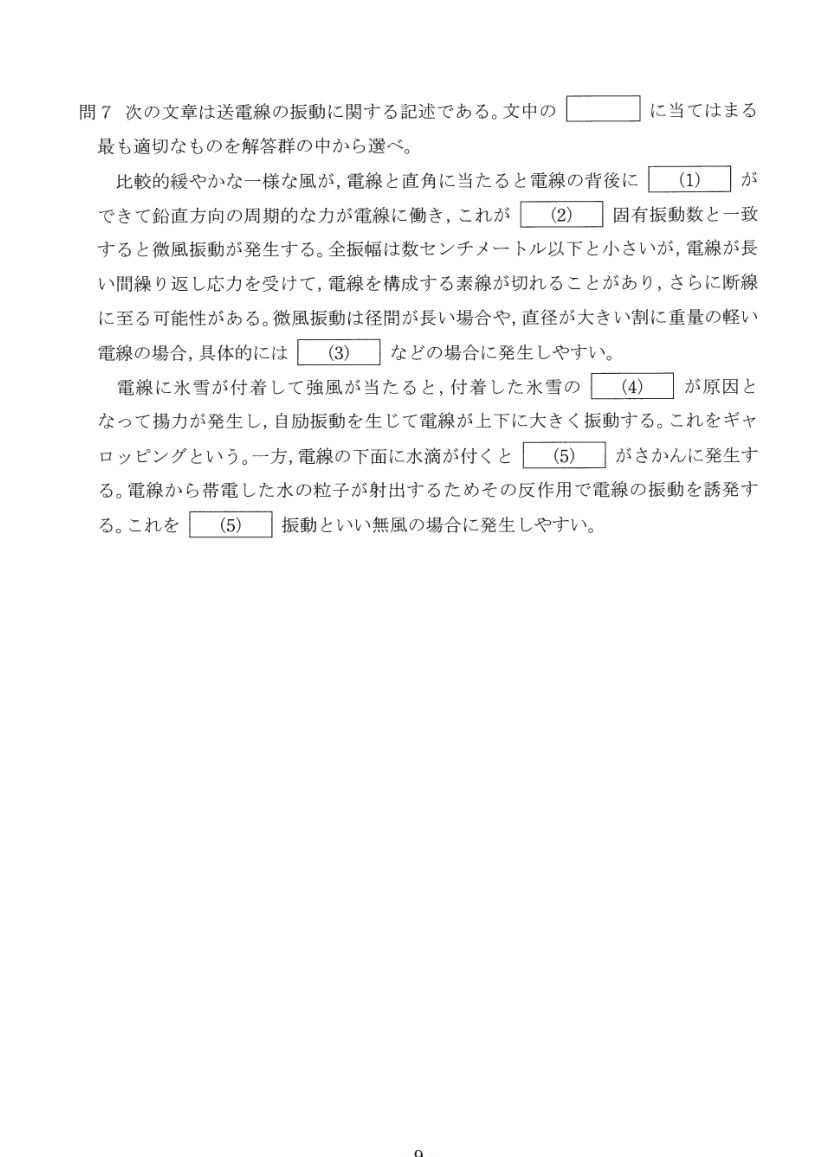 問7 次の文章は送電線の振動に関する記述である。文中の に当てはまる
最も適切なものを解答群の中から選べ。
比較的緩やかな一様な風が，電線と直角に当たると電線の背後に (1) が
できて鉛直方向の周期的な力が電線に働き，これが (2) 固有振動数と一致
すると微風振動が発生する。全振幅は数センチメートル以下と小さいが，電線が長
い間繰り返し応力を受けて，電線を構成する素線が切れることがあり，さらに断線
に至る可能性がある。微風振動は径間が長い場合や，直径が大きい割に重量の軽い
電線の場合，具体的には (3) などの場合に発生しやすい。
電線に氷雪が付着して強風が当たると，付着した氷雪の (4) が原因と
なって揚力が発生し，自励振動を生じて電線が上下に大きく振動する。これをギャ
ロッピングという。一方，電線の下面に水滴が付くと (5) がさかんに発生す
る。電線から帯電した水の粒子が射出するためその反作用で電線の振動を誘発す
る。これを (5) 振動といい無風の場合に発生しやすい。
9